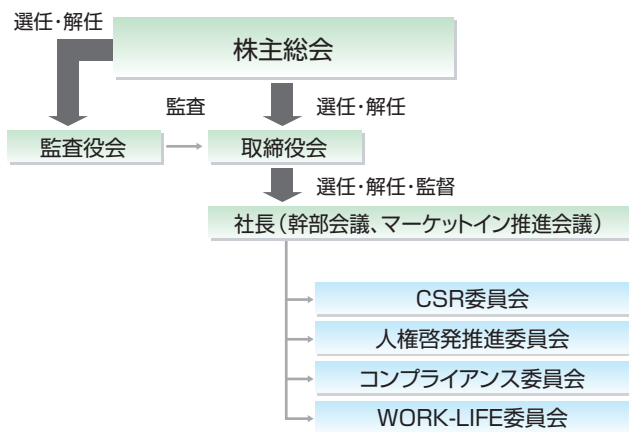 選任・解任
株主総会
監査
選任・解任
監査役会
取締役会
選任・解任・監督
社長(幹部会議、マーケットイン推進会議)
CSR委員会
人権啓発推進委員会
コンプライアンス委員会
WORK-LIFE委員会